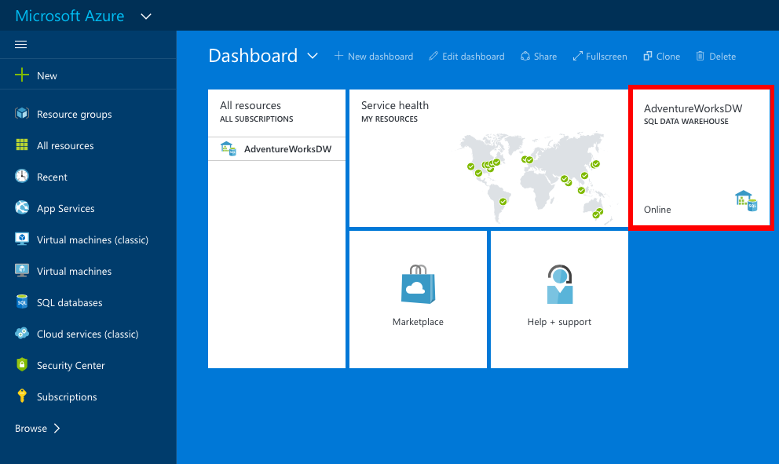 Microsoft Azure
New
Resource groups
All resources
Recent
App Services
Virtual machines (classic)
Virtual machines
SQL databases
Cloud services (classic)
Security Center
Subscriptions
Browse
Dashboard
New dashboard
Edit dashboard
Share
Fullscreen
Clone
Delete
All resources
ALL SUBSCRIPTIONS
AdventureWorksDW
Service health
MY RESOURCES
AdventureWorksDW
SQL DATA WAREHOUSE
Online
Marketplace
Help + support